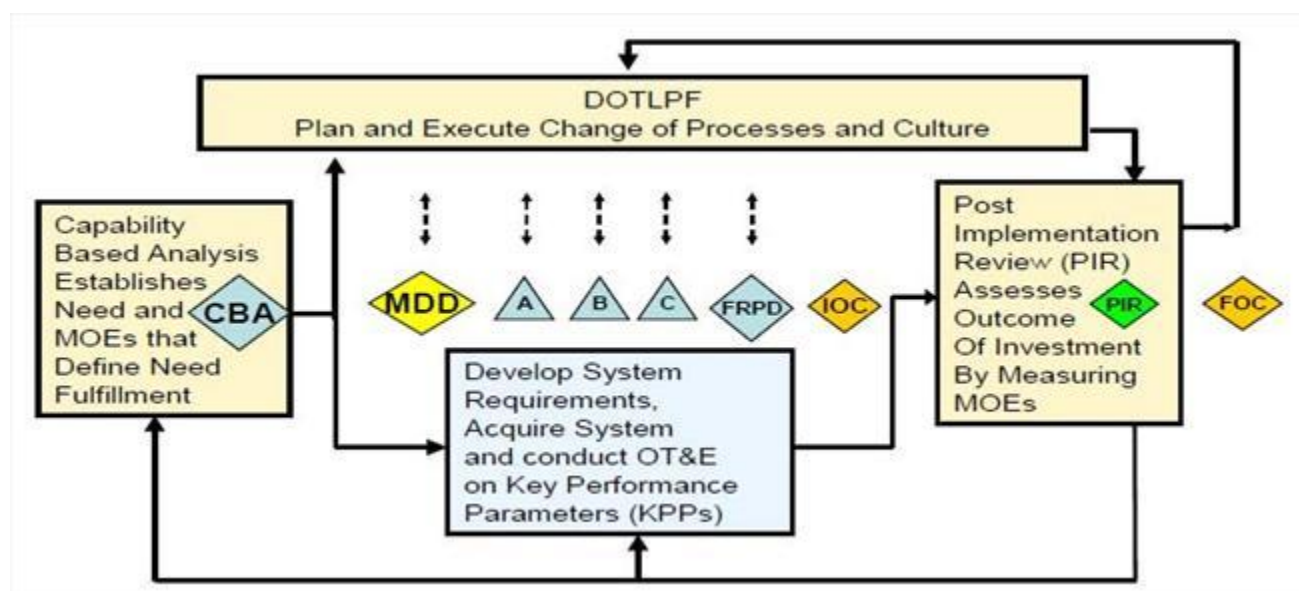 DOTLPF
Plan and Execute Change of Processes and Culture
Capability
Based Analysis
Establishes
Need and
MOEs that
Define Need
Fulfillment
CBA
MDD
A
B
C
FRPD
IOC
Develop System
Requirements,
Acquire System
and conduct OT&E
on Key Performance
Parameters (KPPs)
Post
Implementation
Review (PIR)
Assesses
Outcome
Of Investment
By Measuring
MOEs
PIR
FOC